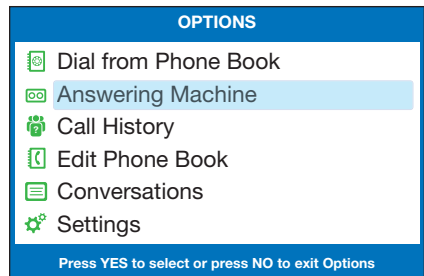 OPTIONS
Dial from Phone Book
Answering Machine
Call History
Edit Phone Book
Conversations
Settings
Press YES to select or press NO to exit Options